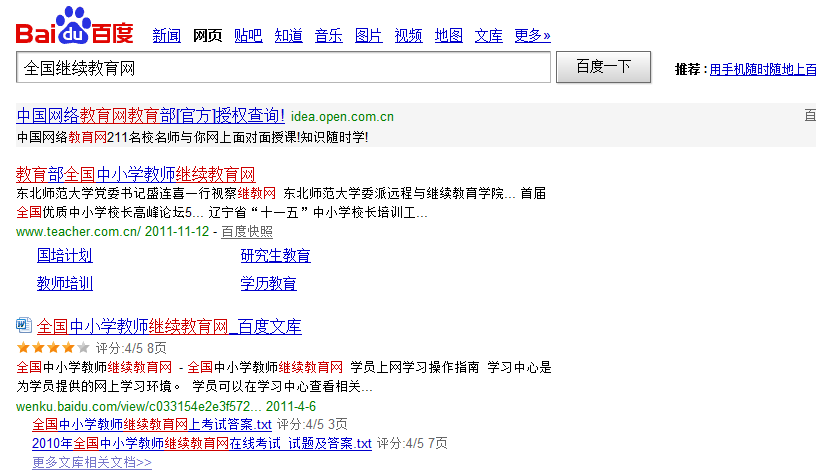 Bai du 百度 新闻 网页 贴吧 知道 音乐 图片 视频 地图 文库 更多»
全国继续教育网 百度一下 推荐 : 用手机随时随地上百
中国网络教育网教育部[官方]授权查询! idea.open.com.cn 百
中国网络教育网211名校名师与你网上面对面授课!知识随时学!
教育部全国中小学教师继续教育网
东北师范大学党委书记盛连喜一行视察继教网 东北师范大学委派远程与继续教育学院... 首届
全国优质中小学校长高峰论坛5... 辽宁省“十一五”中小学校长培训工...
www.teacher.com.cn/ 2011-11-12 - 百度快照
国培计划 研究生教育
教师培训 学历教育
全国中小学教师继续教育网_百度文库
评分:4/5 8页
全国中小学教师继续教育网 - 全国中小学教师继续教育网 学员上网学习操作指南 学习中心是
为学员提供的网上学习环境。 学员可以在学习中心查看相关...
wenku.baidu.com/view/c033154e2e3f572... 2011-4-6
全国中小学教师继续教育网上考试答案.txt 评分:4/5 3页
2010年全国中小学教师继续教育网在线考试 试题及答案.txt 评分:4/5 7页
更多文库相关文档>>